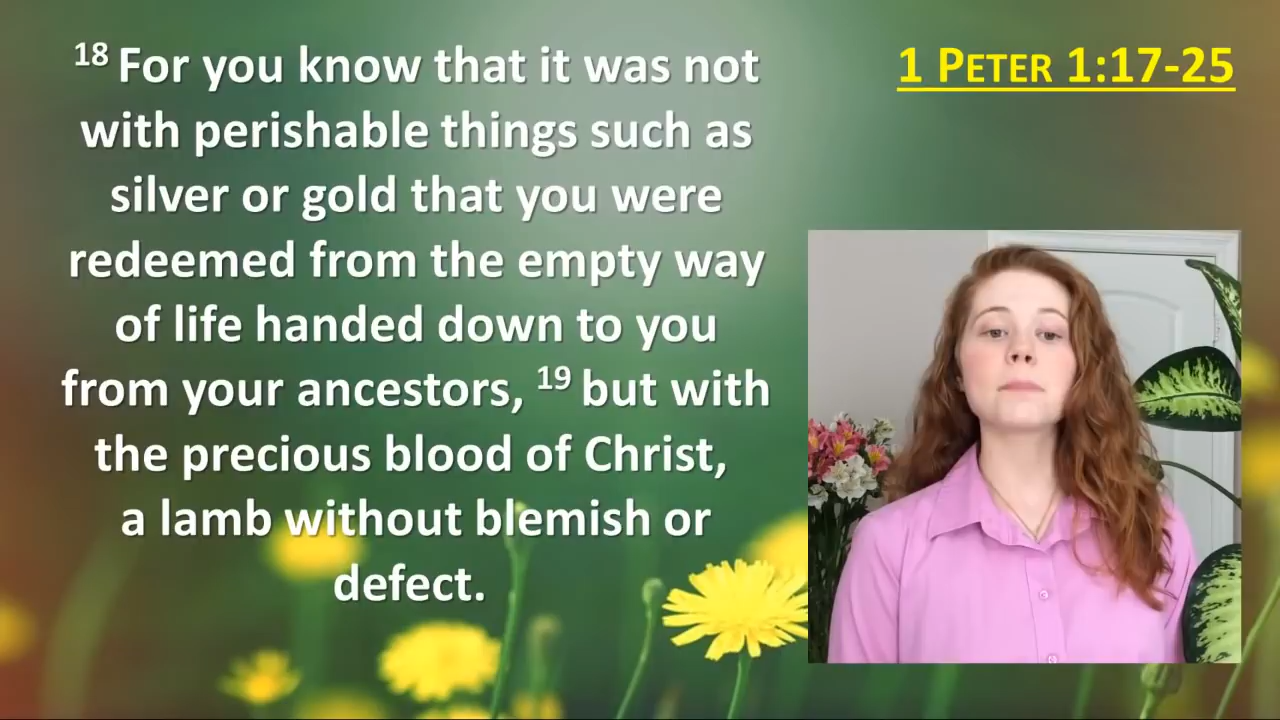 ¹⁸ For you know that it was not
with perishable things such as
silver or gold that you were
redeemed from the empty way
of life handed down to you
from your ancestors, ¹⁹ but with
the precious blood of Christ,
a lamb without blemish or
defect.
1 PETER 1:17-25